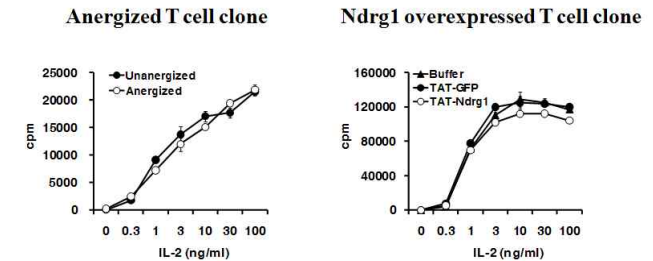 Anergized T cell clone
25000
20000
15000
10000
5000
0
cpm
Unanergized
Anergized
0 0.3 1 3 10 30 100
IL-2 (ng/ml)
Ndrg1 overexpressed T cell clone
160000
120000
80000
40000
0
cpm
Buffer
TAT-GFP
TAT-Ndrg1
0 0.3 1 3 10 30 100
IL-2 (ng/ml)